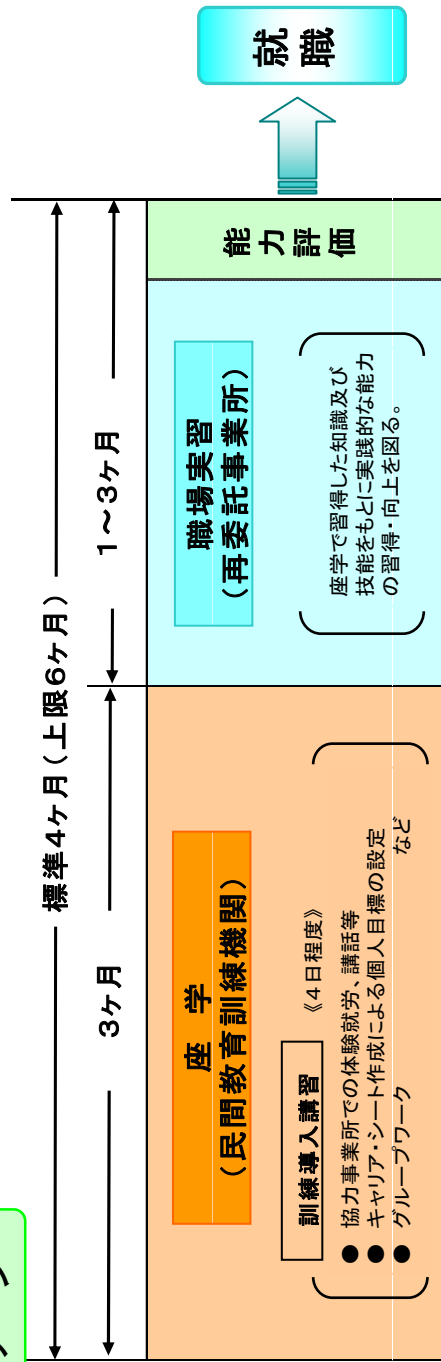 標準4ヶ月(上限6ヶ月)
3ヶ月
1~3ヶ月
座 学
(民間教育訓練機関)
訓練導入講習 《4日程度》
● 協力事業所での体験就労、講話等
● キャリア・シート作成による個人目標の設定
● グループワーク など
職場実習
(再委託事業所)
座学で習得した知識及び
技能をもとに実践的な能力
の習得・向上を図る。
能力評価
就職